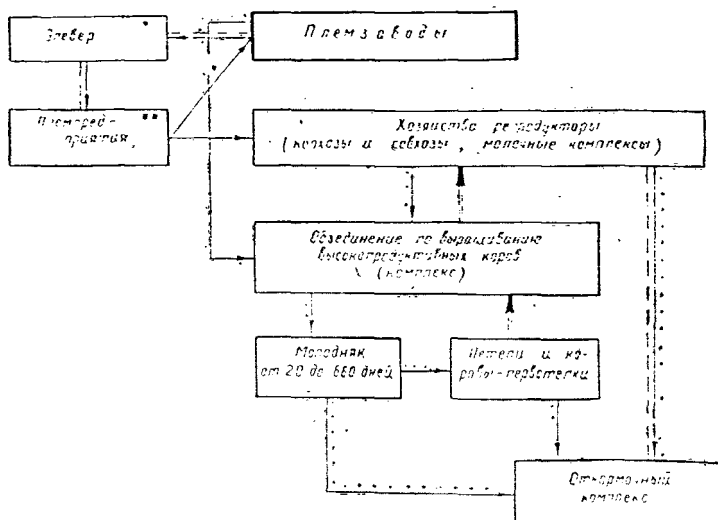 Элевер *
Племзаводы
Племпред- **
приятия
Хозяйства репродукторы
(колхозы и совхозы, молочные комплексы)
Объединение по выращиванию
высокопродуктивных коров
(комплекс)
Молодняк
от 20 до 660 дней
Нетели и ко-
ровы-первотелки
Откормочный
комплекс